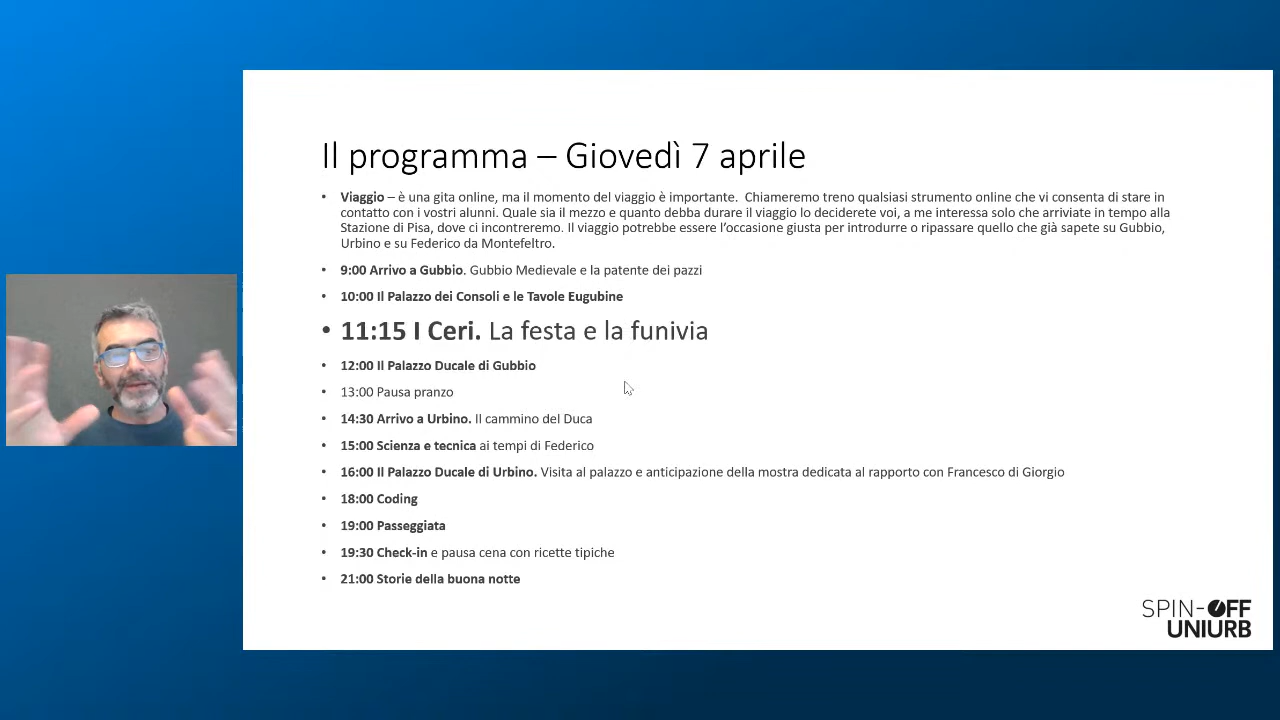 Il programma – Giovedì 7 aprile
• Viaggio – è una gita online, ma il momento del viaggio è importante. Chiameremo treno qualsiasi strumento online che vi consenta di stare in
contatto con i vostri alunni. Quale sia il mezzo e quanto debba durare il viaggio lo deciderete voi, a me interessa solo che arriviate in tempo alla
Stazione di Pisa, dove ci incontreremo. Il viaggio potrebbe essere l'occasione giusta per introdurre o ripassare quello che già sapete su Gubbio,
Urbino e su Federico da Montefeltro.
• 9:00 Arrivo a Gubbio. Gubbio Medievale e la patente dei pazzi
• 10:00 Il Palazzo dei Consoli e le Tavole Eugubine
• 11:15 I Ceri. La festa e la funivia
• 12:00 Il Palazzo Ducale di Gubbio
• 13:00 Pausa pranzo
• 14:30 Arrivo a Urbino. Il cammino del Duca
• 15:00 Scienza e tecnica ai tempi di Federico
• 16:00 Il Palazzo Ducale di Urbino. Visita al palazzo e anticipazione della mostra dedicata al rapporto con Francesco di Giorgio
• 18:00 Coding
• 19:00 Passeggiata
• 19:30 Check-in e pausa cena con ricette tipiche
• 21:00 Storie della buona notte
SPIN-OFF
UNIURB